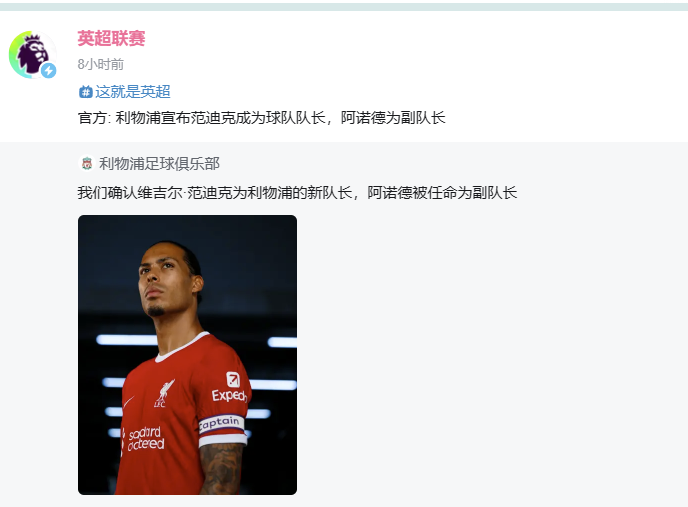 英超联赛
8小时前
#这就是英超
官方: 利物浦宣布范迪克成为球队队长，阿诺德为副队长
利物浦足球俱乐部
我们确认维吉尔·范迪克为利物浦的新队长，阿诺德被任命为副队长
L.F.C.
Exped
captain
standard
chartered